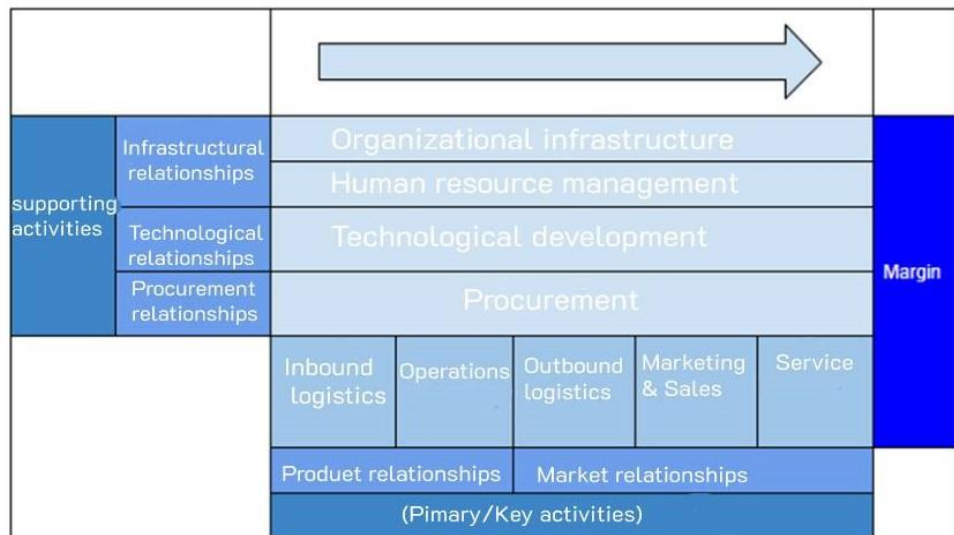 Organizational infrastructure
Infrastructural
relationships
Human resource management
supporting
activities
Technological
relationships
Technological development
Margin
Procurement
relationships
Procurement
Inbound
logistics
Operations
Outbound
logistics
Marketing
& Sales
Service
Produet relationships
Market relationships
(Pimary/Key activities)